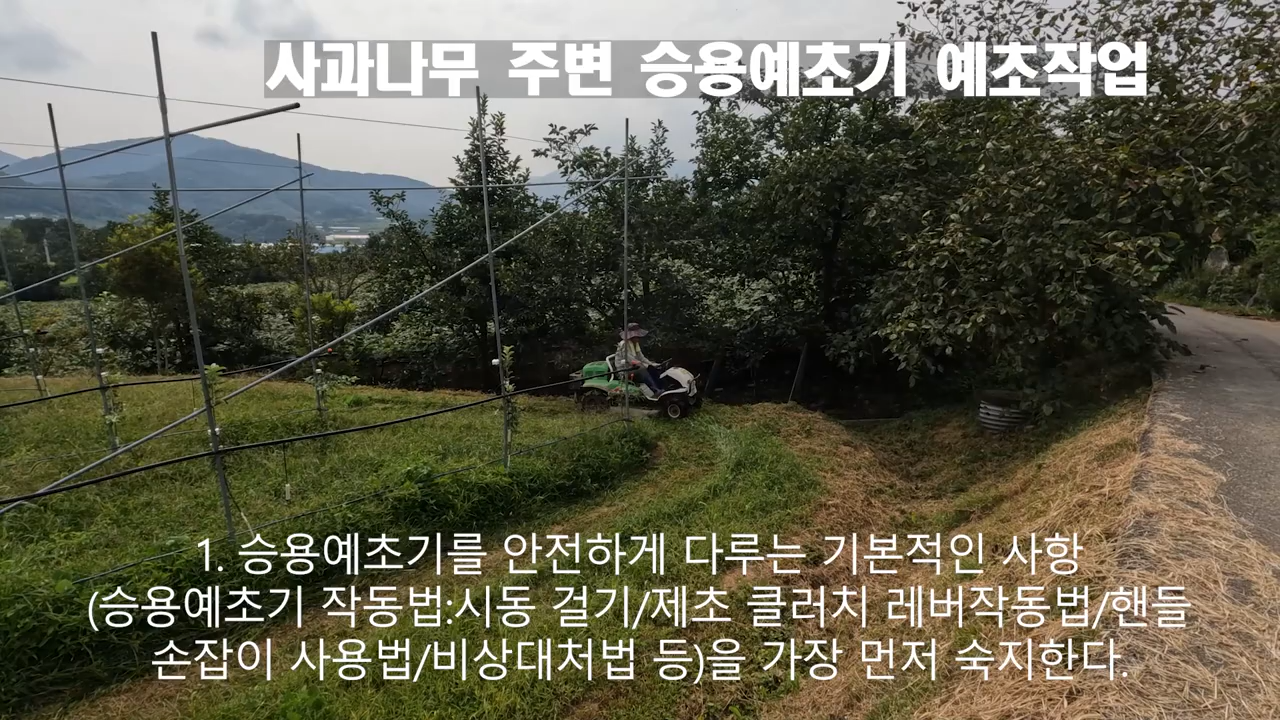 사과나무 주변 승용예초기 예초작업
1. 승용예초기를 안전하게 다루는 기본적인 사항
(승용예초기 작동법:시동 걸기/제초 클러치 레버작동법/핸들
손잡이 사용법/비상대처법 등)을 가장 먼저 숙지한다.